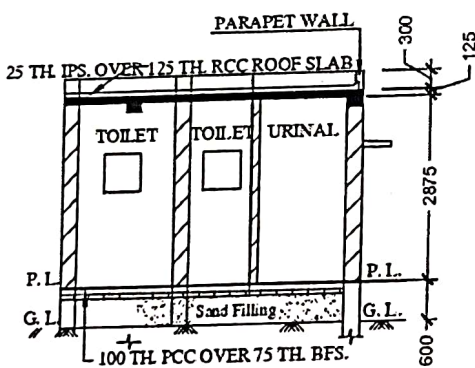 PARAPET WALL
25 TH. IPS. OVER 125 TH. RCC ROOF SLAB
300
125
TOILET
TOILET
URINAL
2875
P. L.
P. L.
G. L.
Sand Filling
G. L.
100 TH. PCC OVER 75 TH. BFS.
600